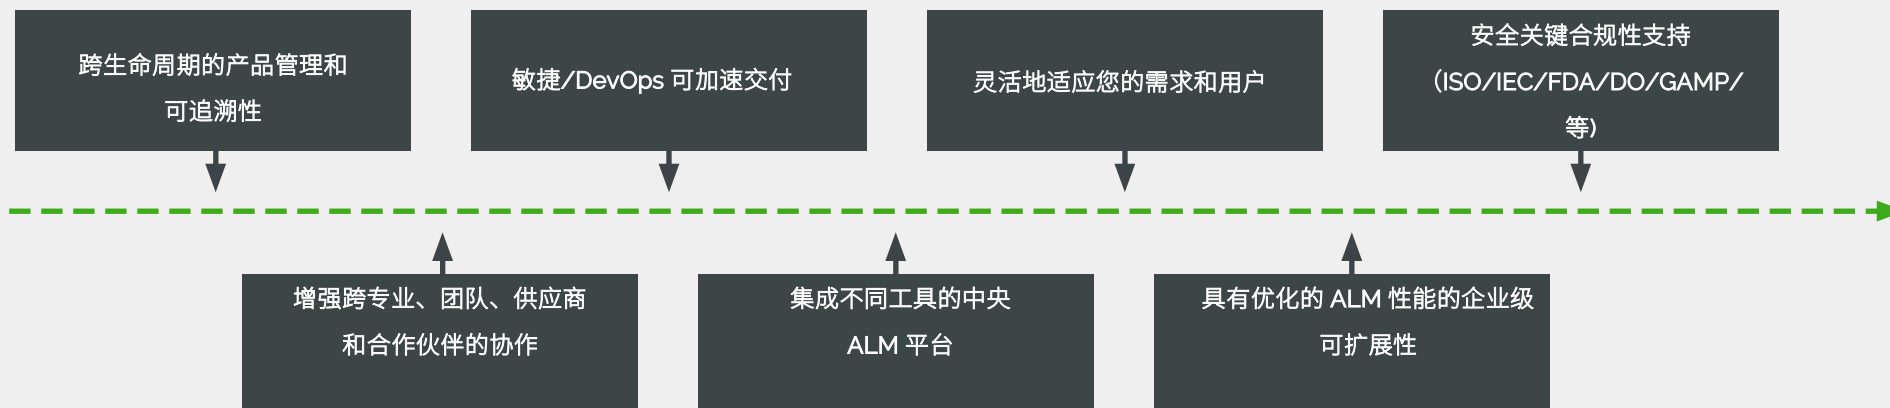 跨生命周期的产品管理和
可追溯性
敏捷/DevOps 可加速交付
灵活地适应您的需求和用户
安全关键合规性支持
（ISO/IEC/FDA/DO/GAMP/
等)
增强跨专业、团队、供应商
和合作伙伴的协作
集成不同工具的中央
ALM 平台
具有优化的 ALM 性能的企业级
可扩展性